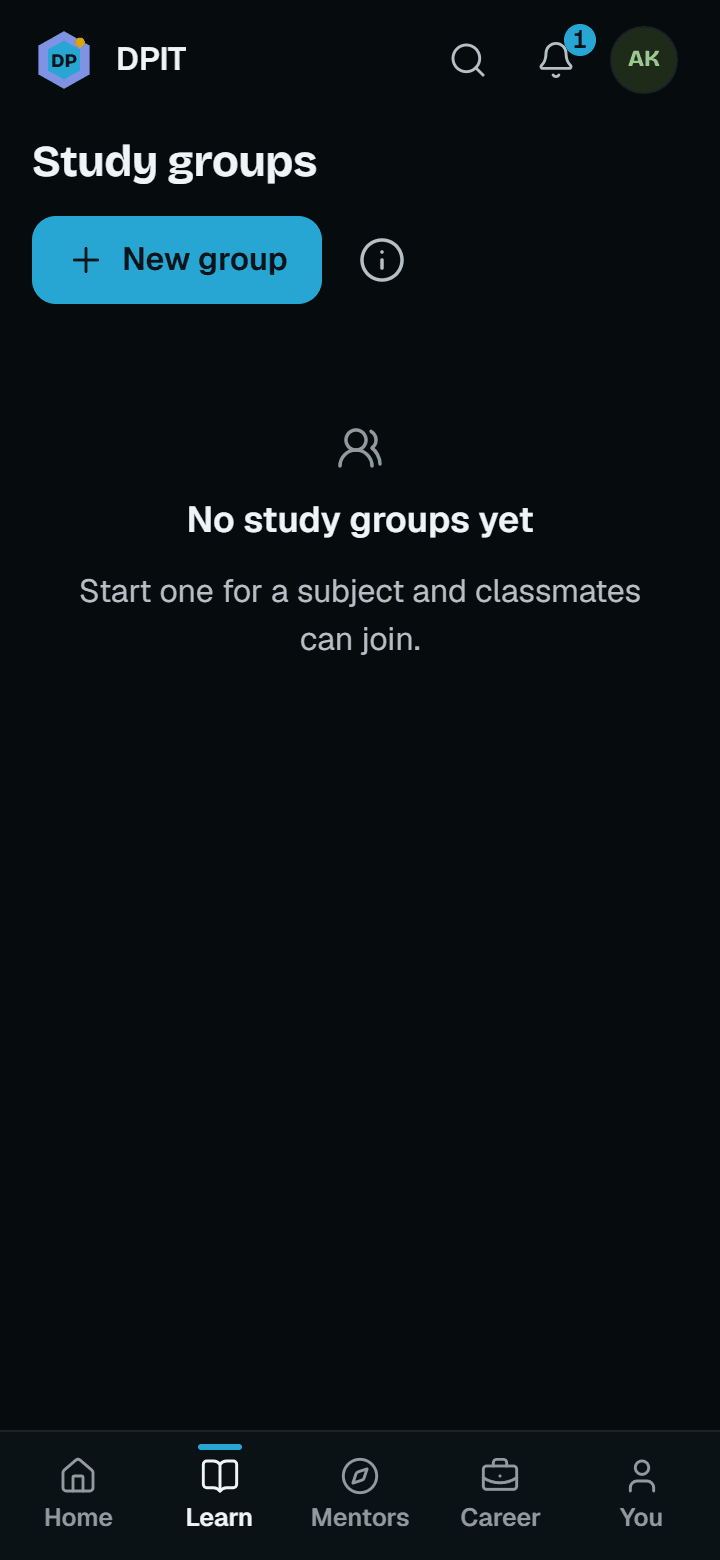 DP
DPIT
1
AK
Study groups
New group
No study groups yet
Start one for a subject and classmates
can join.
Home
Learn
Mentors
Career
You